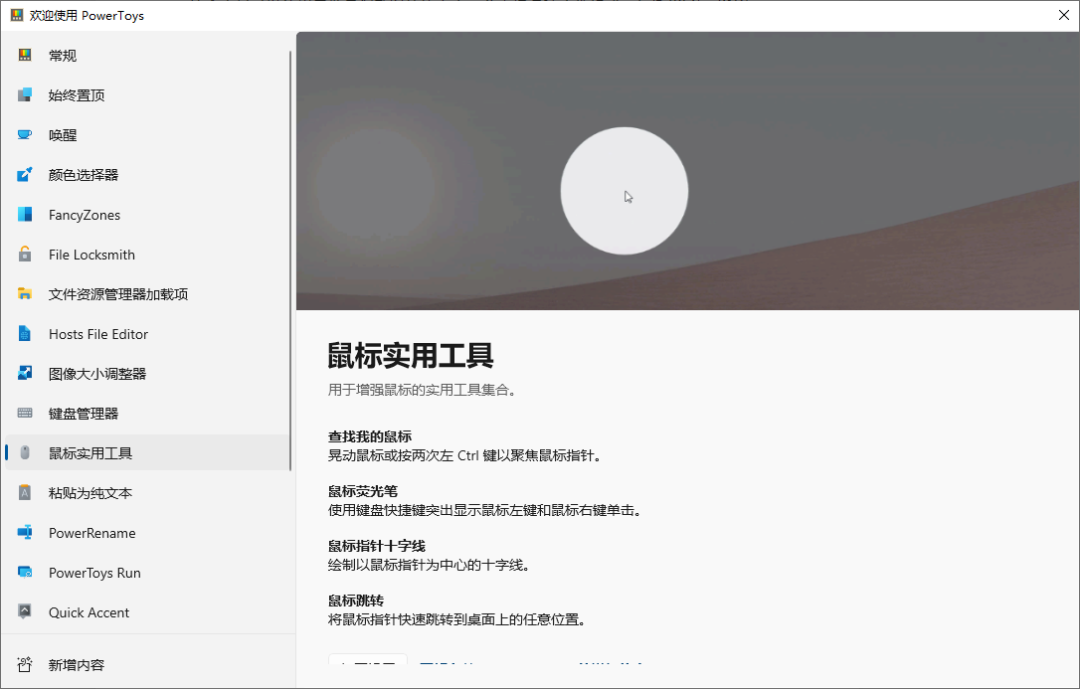 欢迎使用 PowerToys
常规
始终置顶
唤醒
颜色选择器
FancyZones
File Locksmith
文件资源管理器加载项
Hosts File Editor
图像大小调整器
键盘管理器
鼠标实用工具
粘贴为纯文本
PowerRename
PowerToys Run
Quick Accent
新增内容
鼠标实用工具
用于增强鼠标的实用工具集合。
查找我的鼠标
晃动鼠标或按两次左 Ctrl 键以聚焦鼠标指针。
鼠标荧光笔
使用键盘快捷键突出显示鼠标左键和鼠标右键单击。
鼠标指针十字线
绘制以鼠标指针为中心的十字线。
鼠标跳转
将鼠标指针快速跳转到桌面上的任意位置。